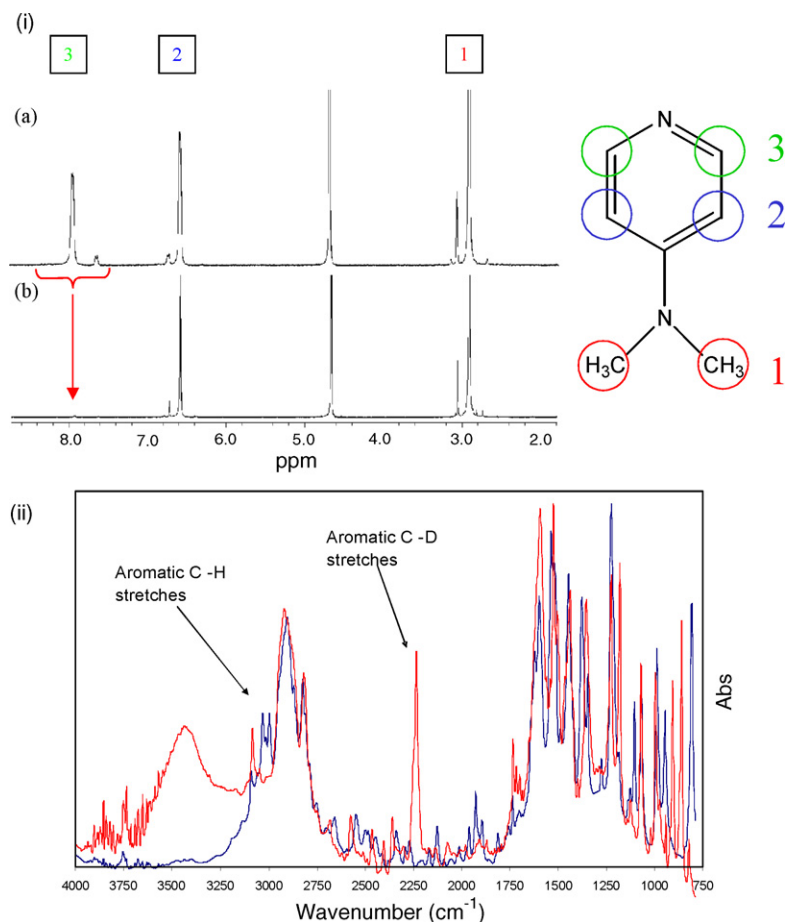 (i)
3
2
1
(a)
(b)
8.0 7.0 6.0 5.0 4.0 3.0 2.0
ppm
N
3
2
N
H₃C CH₃
1
(ii)
Aromatic C -H
stretches
Aromatic C -D
stretches
Abs
4000 3750 3500 3250 3000 2750 2500 2250 2000 1750 1500 1250 1000 750
Wavenumber (cm⁻¹)